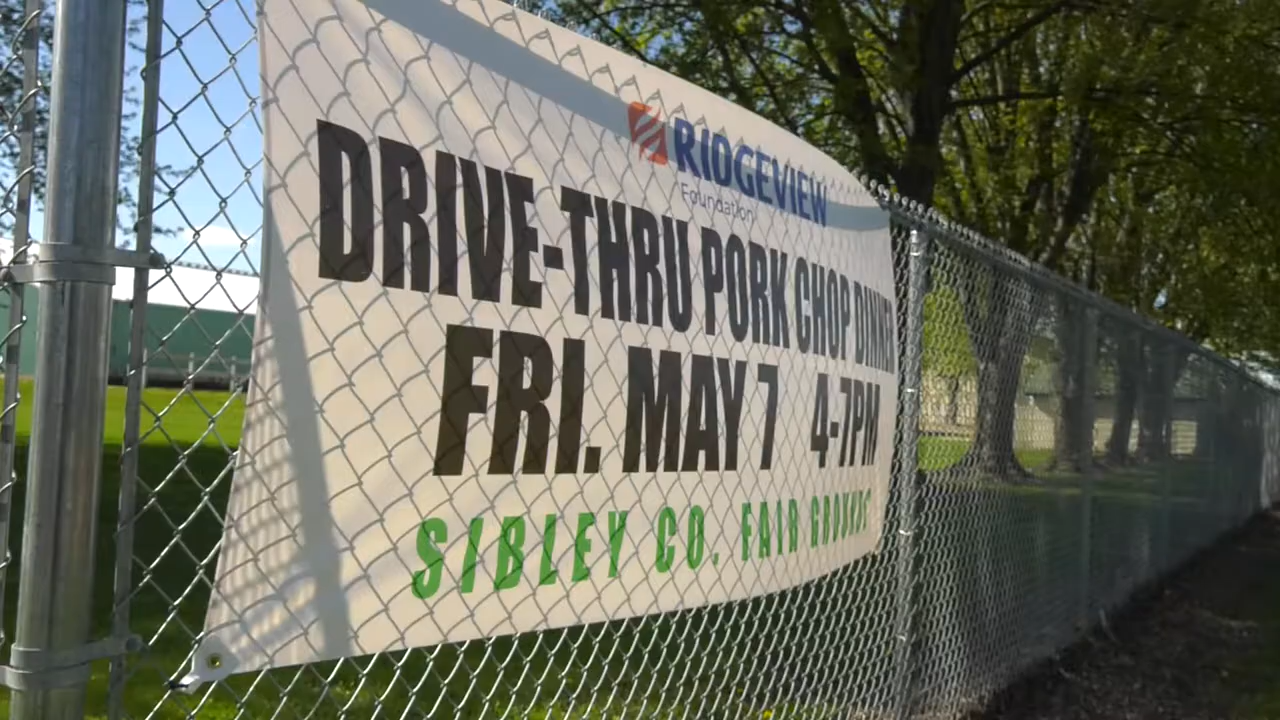 RIDGEVIEW
Foundation
DRIVE-THRU PORK CHOP DINNER
FRI. MAY 7 4-7PM
SIBLEY CO. FAIR GROUNDS